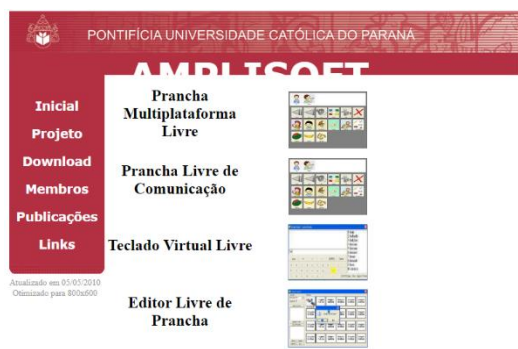 PONTIFÍCIA UNIVERSIDADE CATÓLICA DO PARANÁ
AMPLISOFT
Inicial
Projeto
Download
Membros
Publicações
Links
Atualizado em 05/05/2010
Otimizado para 800x600
Prancha
Multiplataforma
Livre
Prancha Livre de
Comunicação
Teclado Virtual Livre
Editor Livre de
Prancha